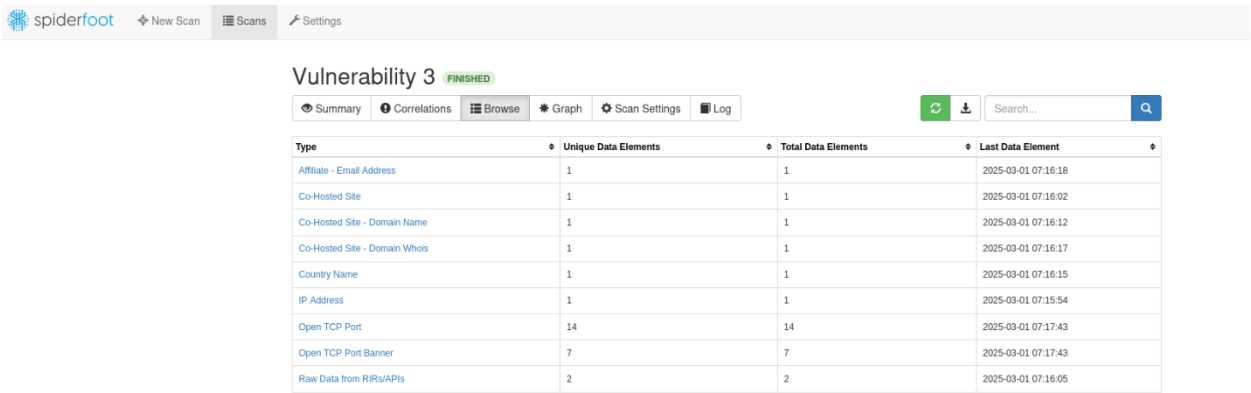 spiderfoot New Scan Scans Settings
Vulnerability 3 FINISHED
Summary Correlations Browse Graph Scan Settings Log Search...
Type Unique Data Elements Total Data Elements Last Data Element
Affiliate - Email Address 1 1 2025-03-01 07:16:18
Co-Hosted Site 1 1 2025-03-01 07:16:02
Co-Hosted Site - Domain Name 1 1 2025-03-01 07:16:12
Co-Hosted Site - Domain Whois 1 1 2025-03-01 07:16:17
Country Name 1 1 2025-03-01 07:16:15
IP Address 1 1 2025-03-01 07:15:54
Open TCP Port 14 14 2025-03-01 07:17:43
Open TCP Port Banner 7 7 2025-03-01 07:17:43
Raw Data from RIRs/APIs 2 2 2025-03-01 07:16:05